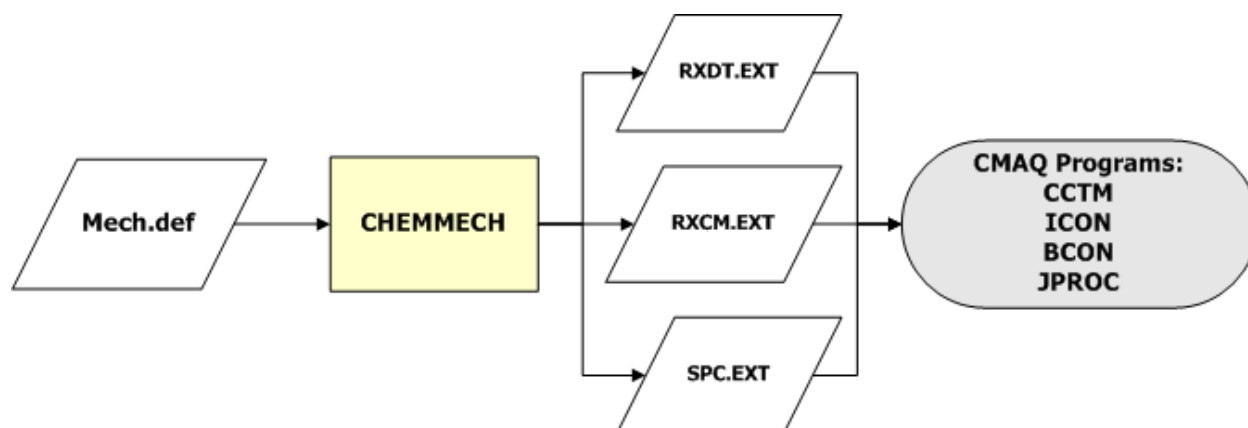 Mech.def
CHEMMECH
RXDT.EXT
RXCM.EXT
SPC.EXT
CMAQ Programs:
CCTM
ICON
BCON
JPROC